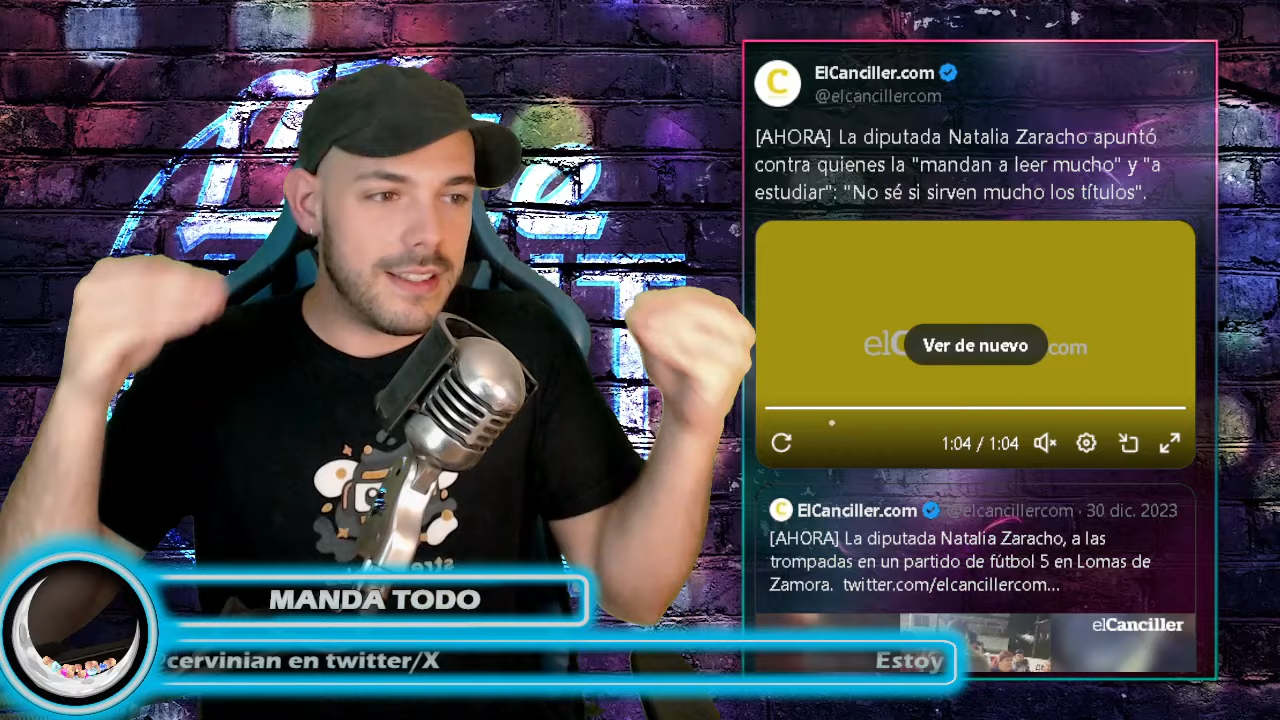 ElCanciller.com
@elcancillercom
[AHORA] La diputada Natalia Zaracho apuntó
contra quienes la "mandan a leer mucho" y "a
estudiar": "No sé si sirven mucho los títulos".
Ver de nuevo
com
1:04 / 1:04
ElCanciller.com @elcancillercom · 30 dic. 2023
[AHORA] La diputada Natalia Zaracho, a las
trompadas en un partido de fútbol 5 en Lomas de
Zamora. twitter.com/elcancillercom...
elCanciller
MANDA TODO
cervinian en twitter/X
Estoy